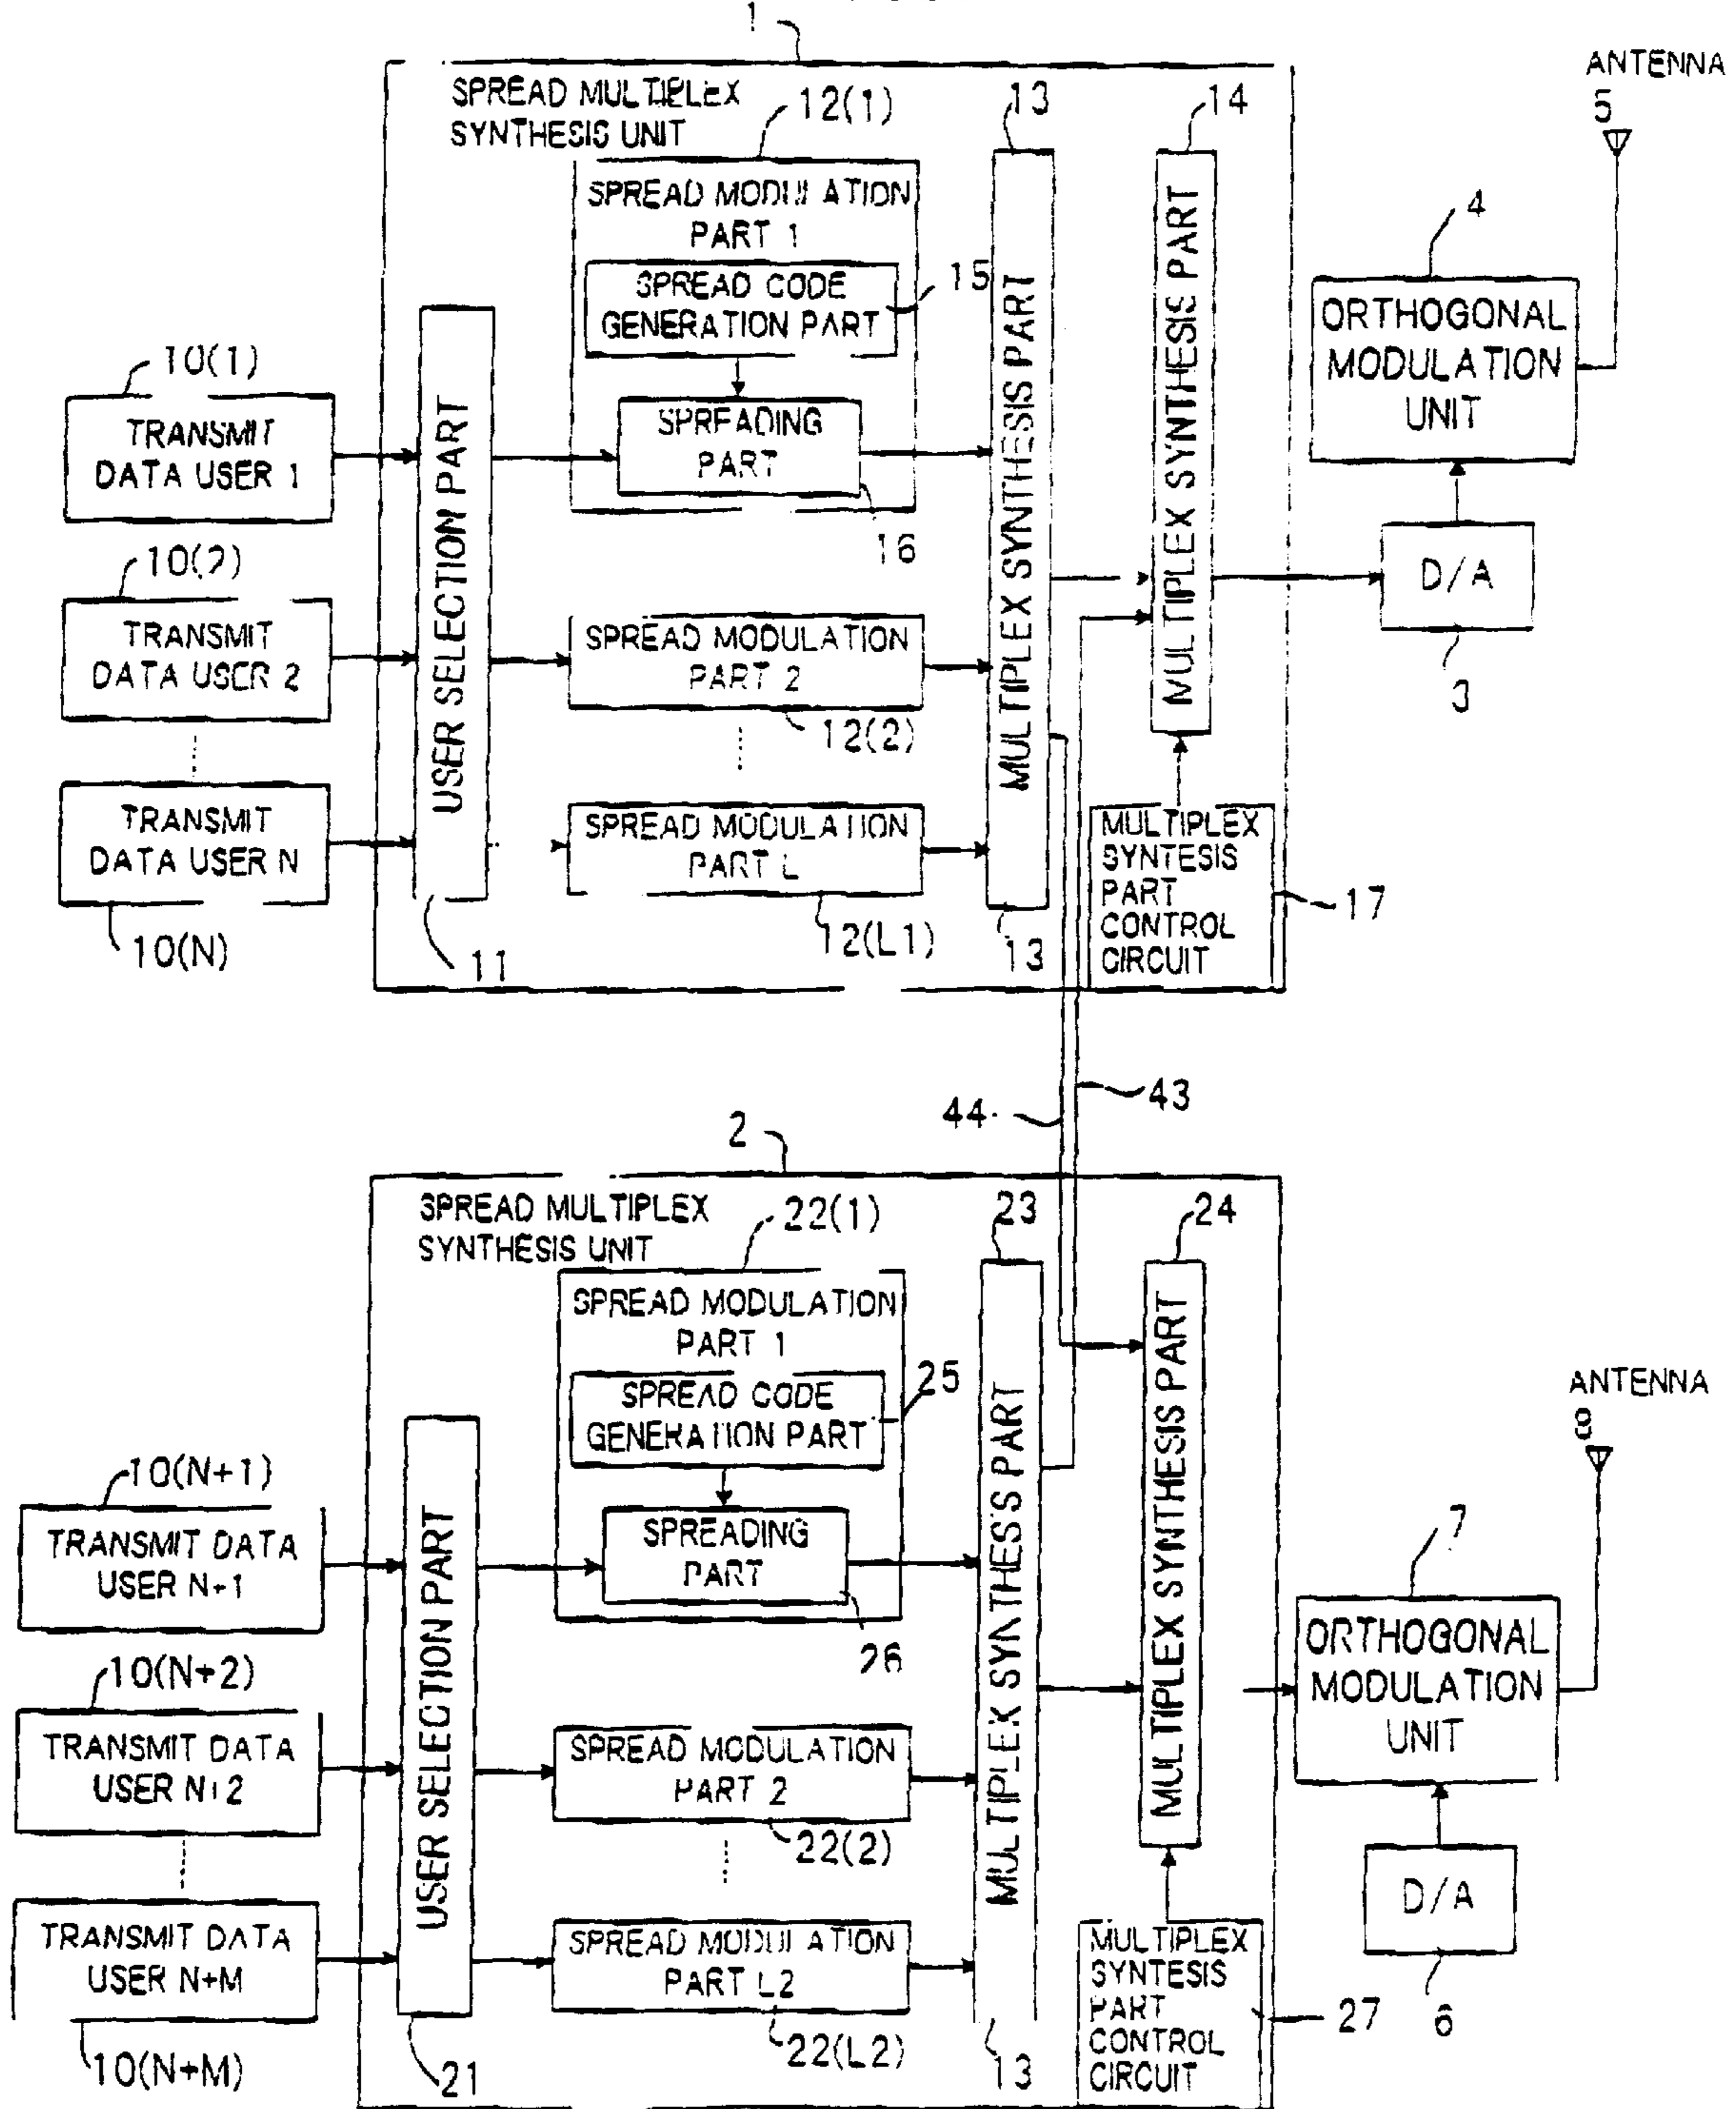 1
SPREAD MULTIPLEX
SYNTHESIS UNIT
12(1)
13
14
ANTENNA
5
SPREAD MODULATION
PART 1
SPREAD CODE
GENERATION PART
15
SPREADING
PART
16
10(1)
TRANSMIT
DATA USER 1
10(2)
TRANSMIT
DATA USER 2
TRANSMIT
DATA USER N
10(N)
USER SELECTION PART
11
SPREAD MODULATION
PART 2
12(2)
SPREAD MODULATION
PART L
12(L1)
MULTIPLEX SYNTHESIS PART
13
MULTIPLEX SYNTHESIS PART
MULTIPLEX
SYNTESIS
PART
CONTROL
CIRCUIT
17
4
ORTHOGONAL
MODULATION
UNIT
D/A
3
44
43
2
SPREAD MULTIPLEX
SYNTHESIS UNIT
22(1)
23
24
SPREAD MODULATION
PART 1
SPREAD CODE
GENERATION PART
25
SPREADING
PART
26
10(N+1)
TRANSMIT DATA
USER N+1
10(N+2)
TRANSMIT DATA
USER N+2
TRANSMIT DATA
USER N+M
10(N+M)
USER SELECTION PART
21
SPREAD MODULATION
PART 2
22(2)
SPREAD MODULATION
PART L2
22(L2)
MULTIPLEX SYNTHESIS PART
13
MULTIPLEX SYNTHESIS PART
MULTIPLEX
SYNTESIS
PART
CONTROL
CIRCUIT
27
ANTENNA
8
7
ORTHOGONAL
MODULATION
UNIT
D/A
6